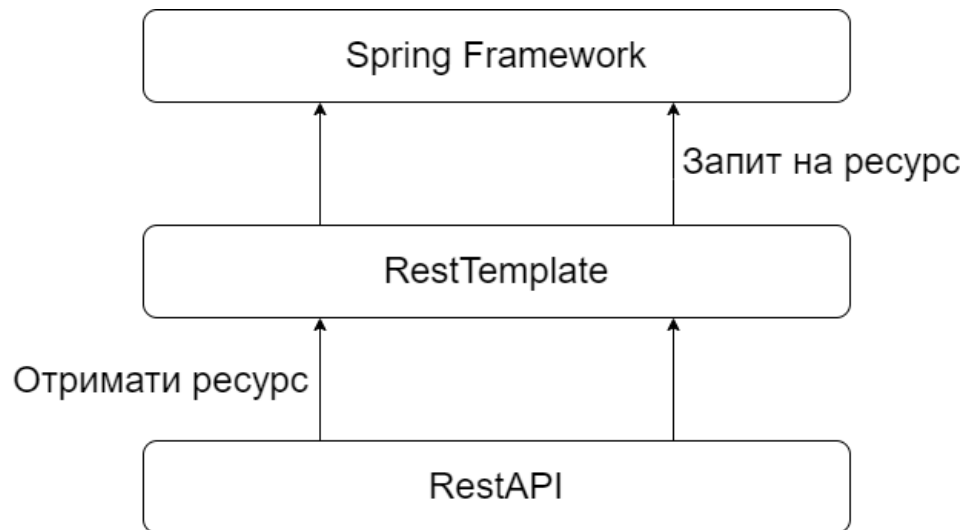 Spring Framework
Запит на ресурс
RestTemplate
Отримати ресурс
RestAPI